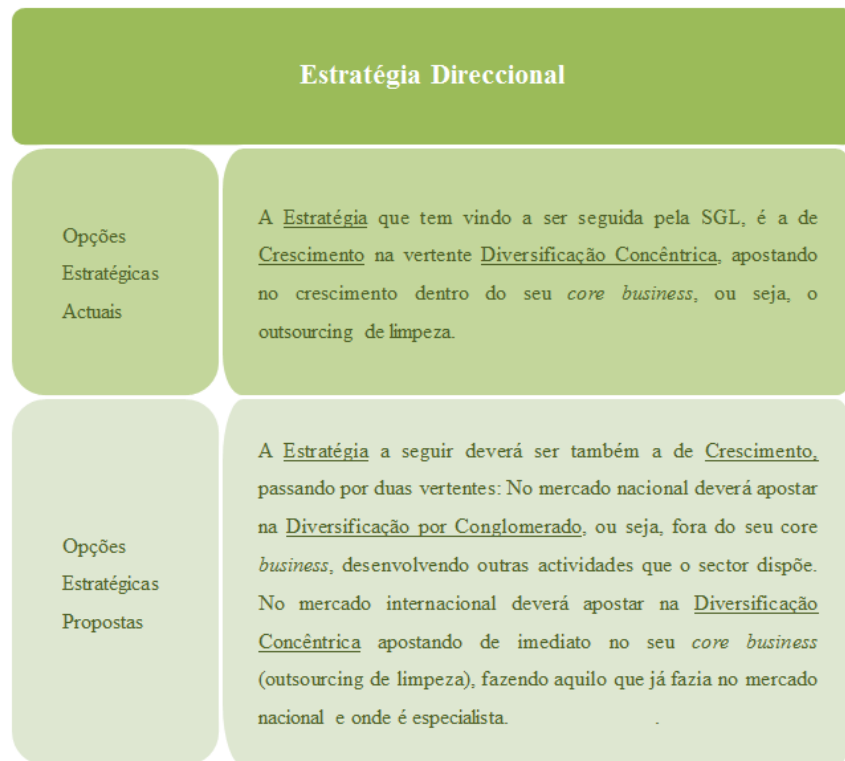 Estratégia Direccional
Opções
Estratégicas
Actuais
A Estratégia que tem vindo a ser seguida pela SGL, é a de
Crescimento na vertente Diversificação Concêntrica, apostando
no crescimento dentro do seu core business, ou seja, o
outsourcing de limpeza.
Opções
Estratégicas
Propostas
A Estratégia a seguir deverá ser também a de Crescimento,
passando por duas vertentes: No mercado nacional deverá apostar
na Diversificação por Conglomerado, ou seja, fora do seu core
business, desenvolvendo outras actividades que o sector dispõe.
No mercado internacional deverá apostar na Diversificação
Concêntrica apostando de imediato no seu core business
(outsourcing de limpeza), fazendo aquilo que já fazia no mercado
nacional e onde é especialista. .